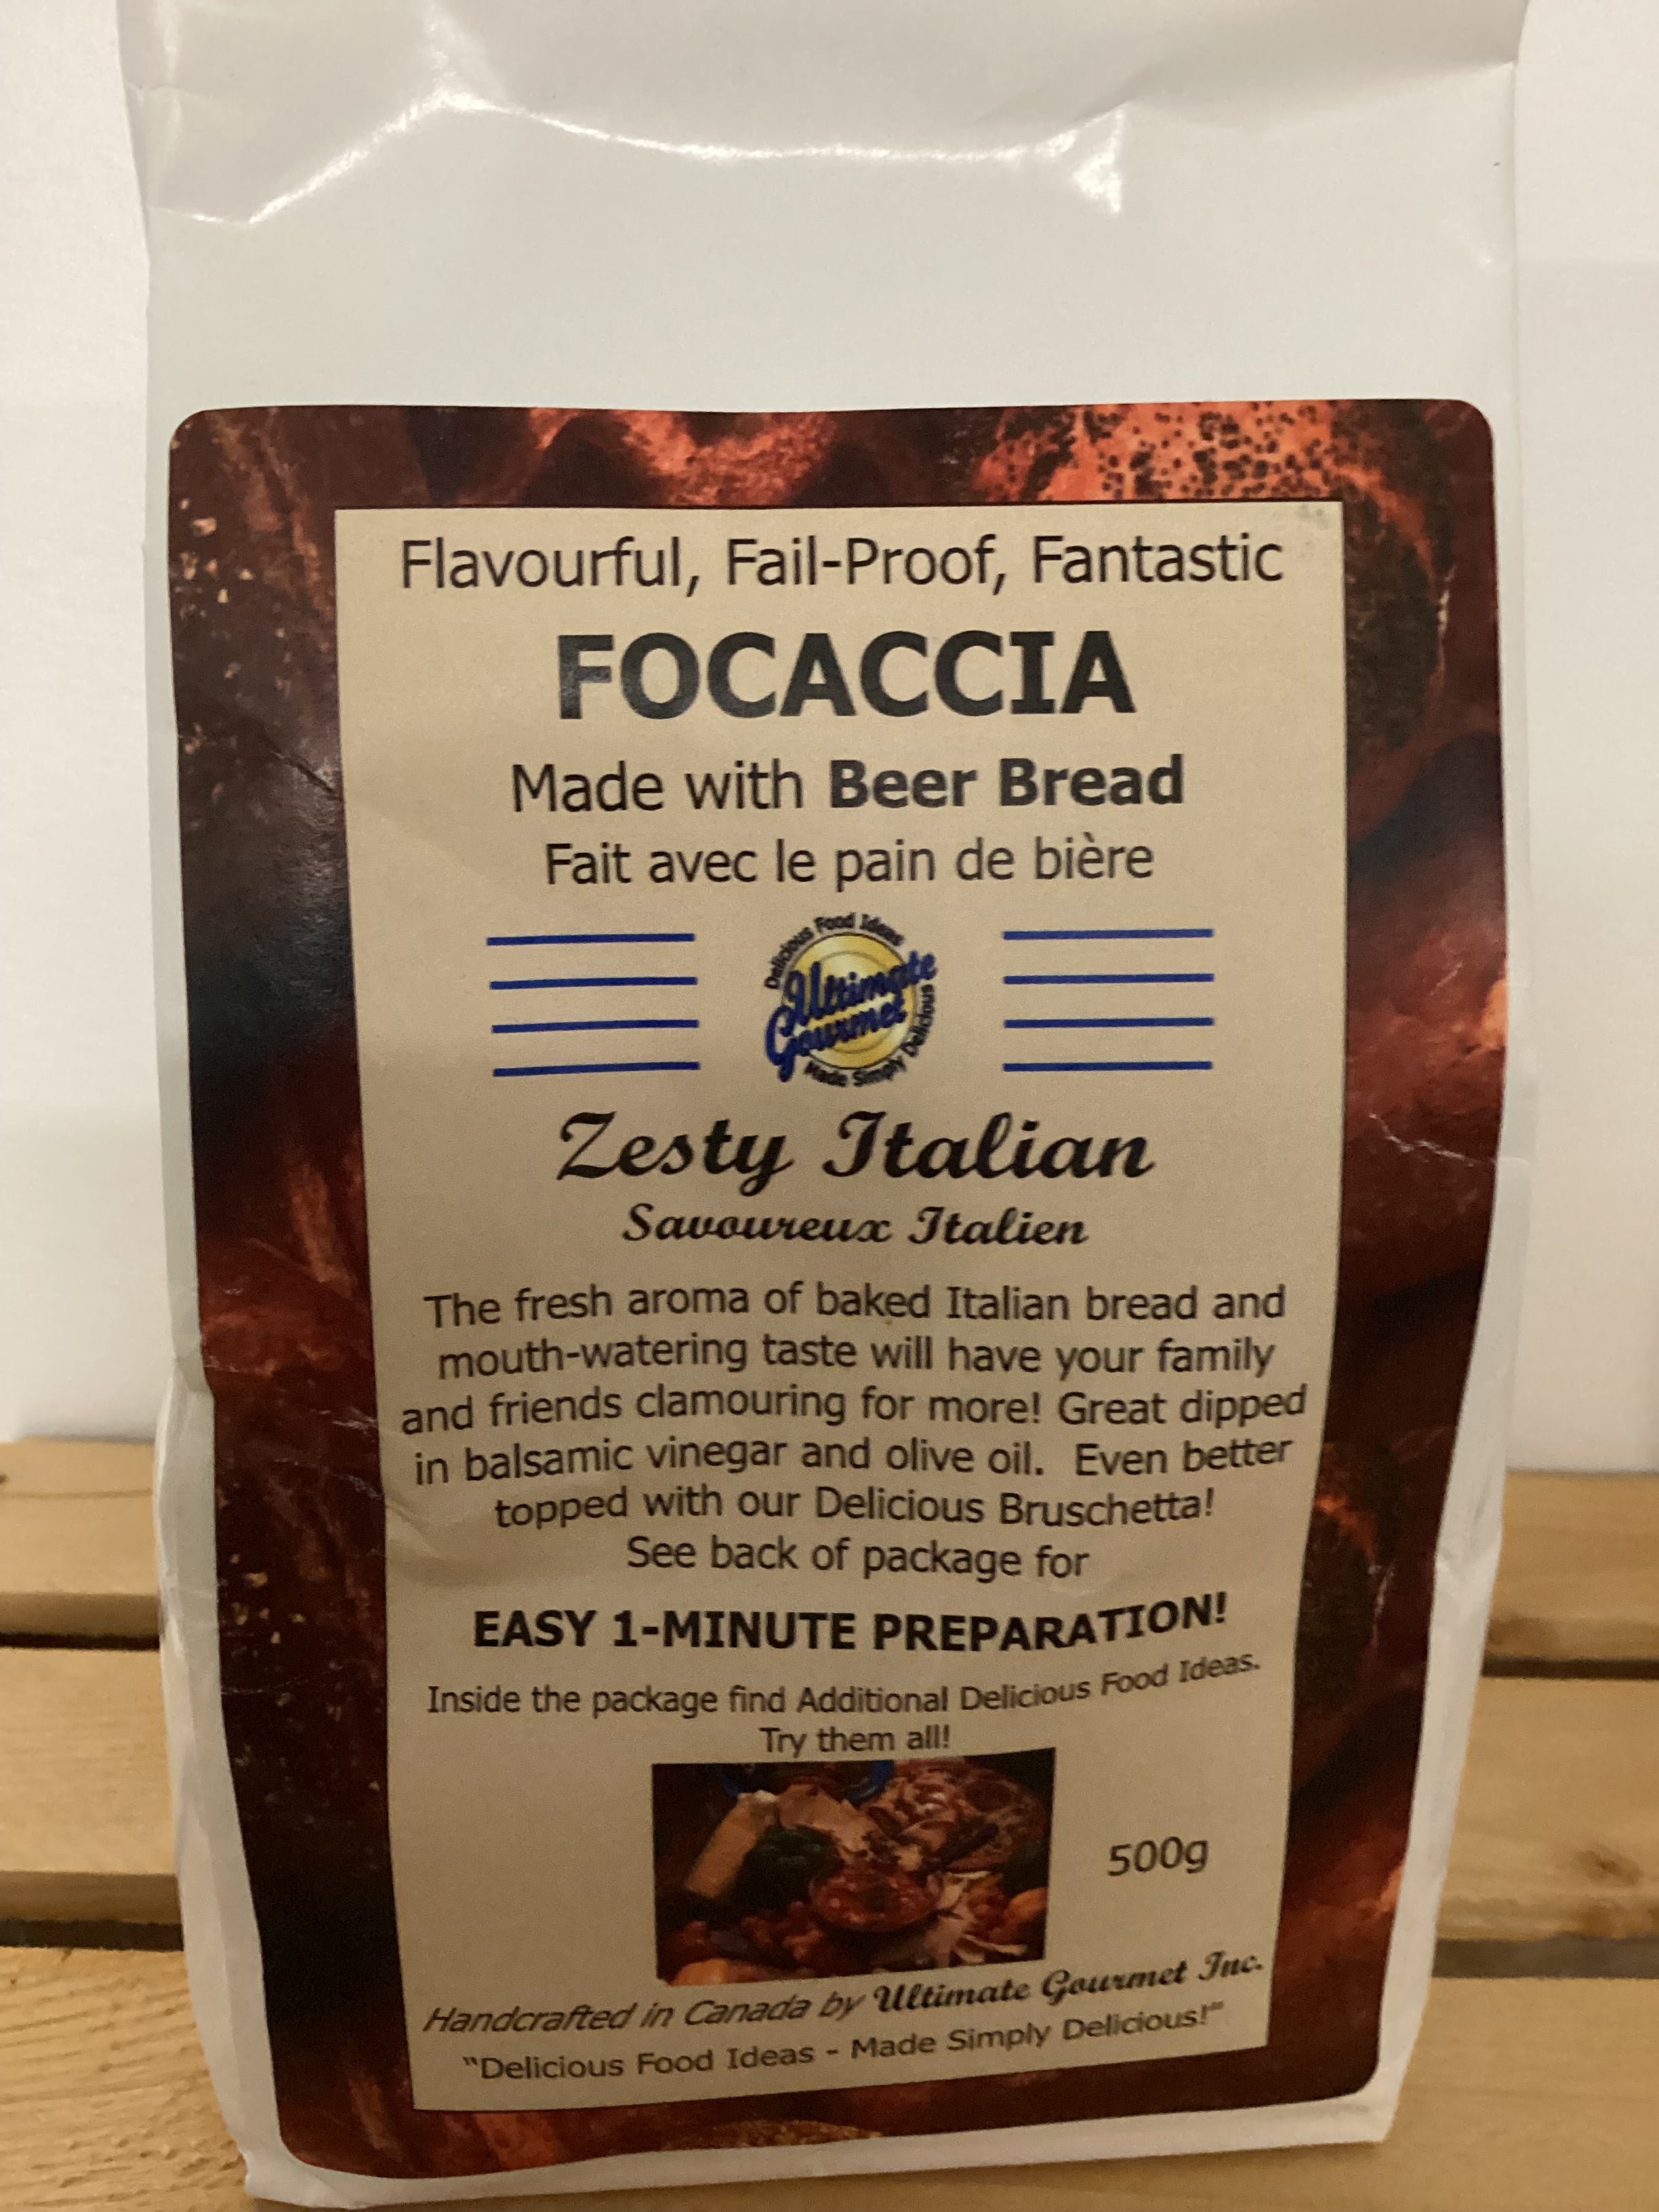 Flavourful, Fail-Proof, Fantastic
FOCACCIA
Made with Beer Bread
Fait avec le pain de bière
Delicious Food Ideas
Ultimate
Gourmet
Made Simply Delicious
Zesty Italian
Savoureux Italien
The fresh aroma of baked Italian bread and
mouth-watering taste will have your family
and friends clamouring for more! Great dipped
in balsamic vinegar and olive oil. Even better
topped with our Delicious Bruschetta!
See back of package for
EASY 1-MINUTE PREPARATION!
Inside the package find Additional Delicious Food Ideas.
Try them all!
500g
Handcrafted in Canada by Ultimate Gourmet Inc.
"Delicious Food Ideas - Made Simply Delicious!"